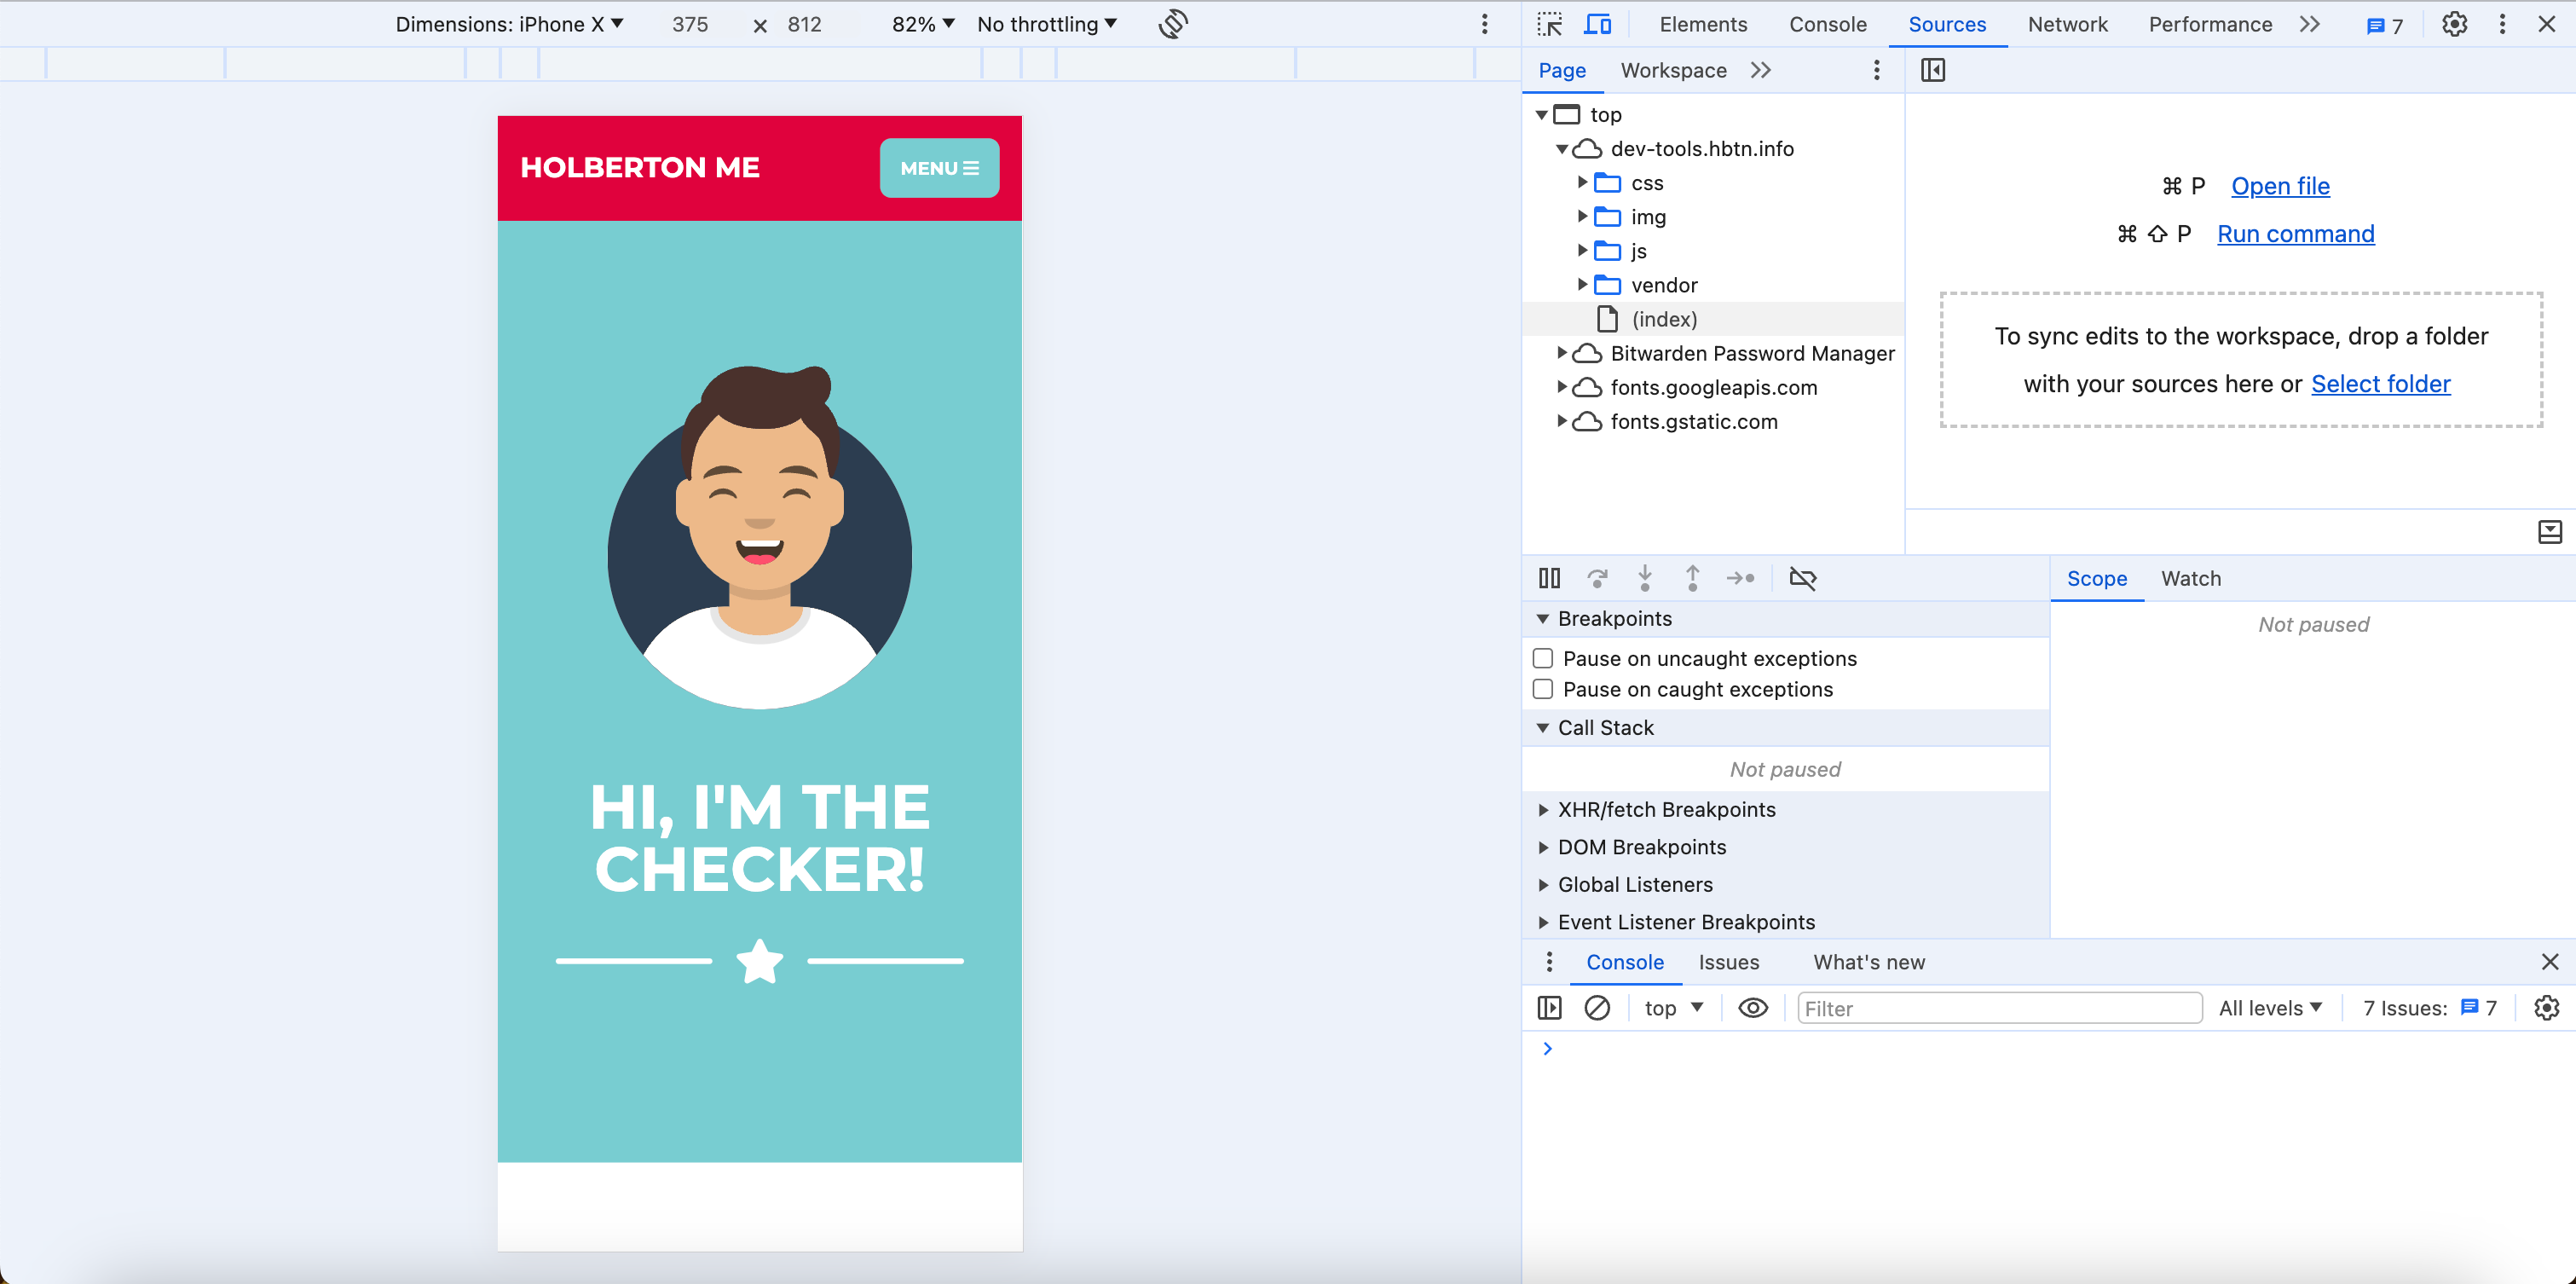 Dimensions: iPhone X 375 x 812 82% No throttling
HOLBERTON ME
MENU
HI, I'M THE
CHECKER!
Elements Console Sources Network Performance 7
Page Workspace
top
dev-tools.hbtn.info
css
img
js
vendor
(index)
Bitwarden Password Manager
fonts.googleapis.com
fonts.gstatic.com
⌘ P Open file
⌘ ⇧ P Run command
To sync edits to the workspace, drop a folder
with your sources here or Select folder
Breakpoints
Pause on uncaught exceptions
Pause on caught exceptions
Call Stack
Not paused
XHR/fetch Breakpoints
DOM Breakpoints
Global Listeners
Event Listener Breakpoints
Scope Watch
Not paused
Console Issues What's new
top Filter All levels 7 Issues: 7